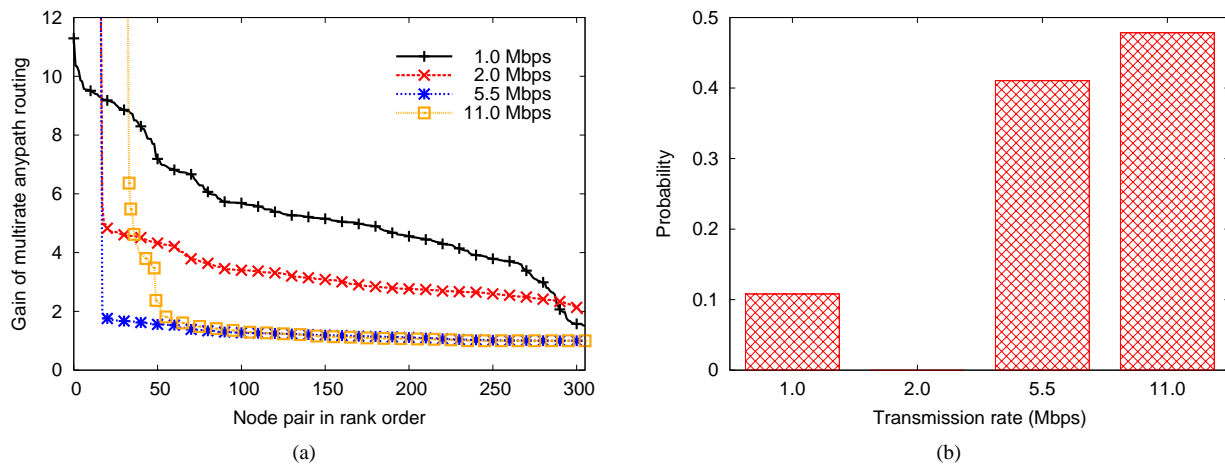 Gain of multirate anypath routing
12
10
8
6
4
2
0
1.0 Mbps
2.0 Mbps
5.5 Mbps
11.0 Mbps
0 50 100 150 200 250 300
Node pair in rank order
(a)
Probability
0.5
0.4
0.3
0.2
0.1
0
1.0 2.0 5.5 11.0
Transmission rate (Mbps)
(b)